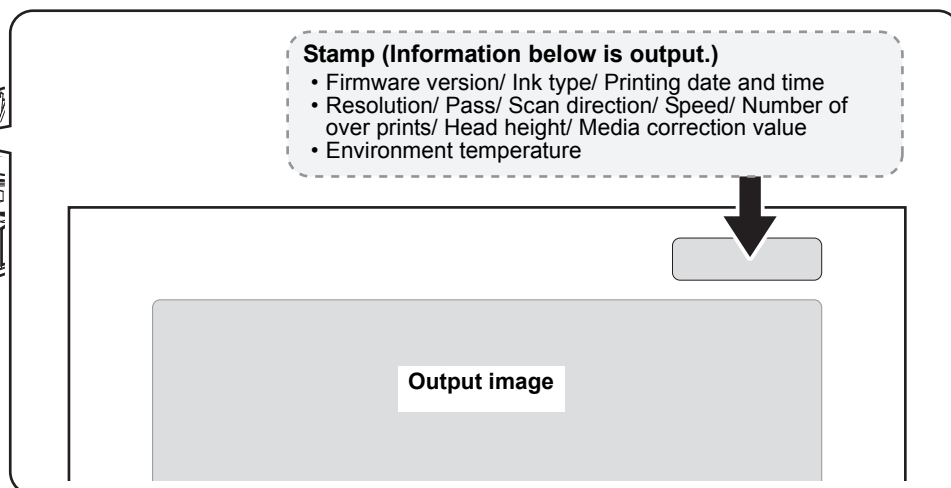 Stamp (Information below is output.)
• Firmware version/ Ink type/ Printing date and time
• Resolution/ Pass/ Scan direction/ Speed/ Number of
over prints/ Head height/ Media correction value
• Environment temperature
Output image